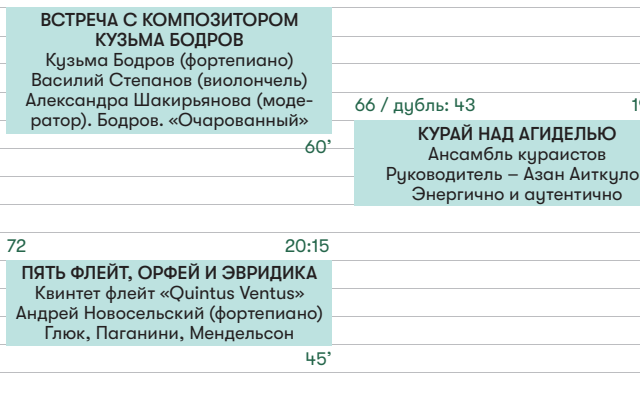 ВСТРЕЧА С КОМПОЗИТОРОМ
КУЗЬМА БОДРОВ
Кузьма Бодров (фортепиано)
Василий Степанов (виолончель)
Александра Шакирьянова (моде-
ратор). Бодров. «Очарованный»
60’
66 / дубль: 43
КУРАЙ НАД АГИДЕЛЬЮ
Ансамбль кураистов
Руководитель – Азан
Энергично и аутентично
72 20:15
ПЯТЬ ФЛЕЙТ, ОРФЕЙ И ЭВРИДИКА
Квинтет флейт «Quintus Ventus»
Андрей Новосельский (фортепиано)
Глюк, Паганини, Мендельсон
45’